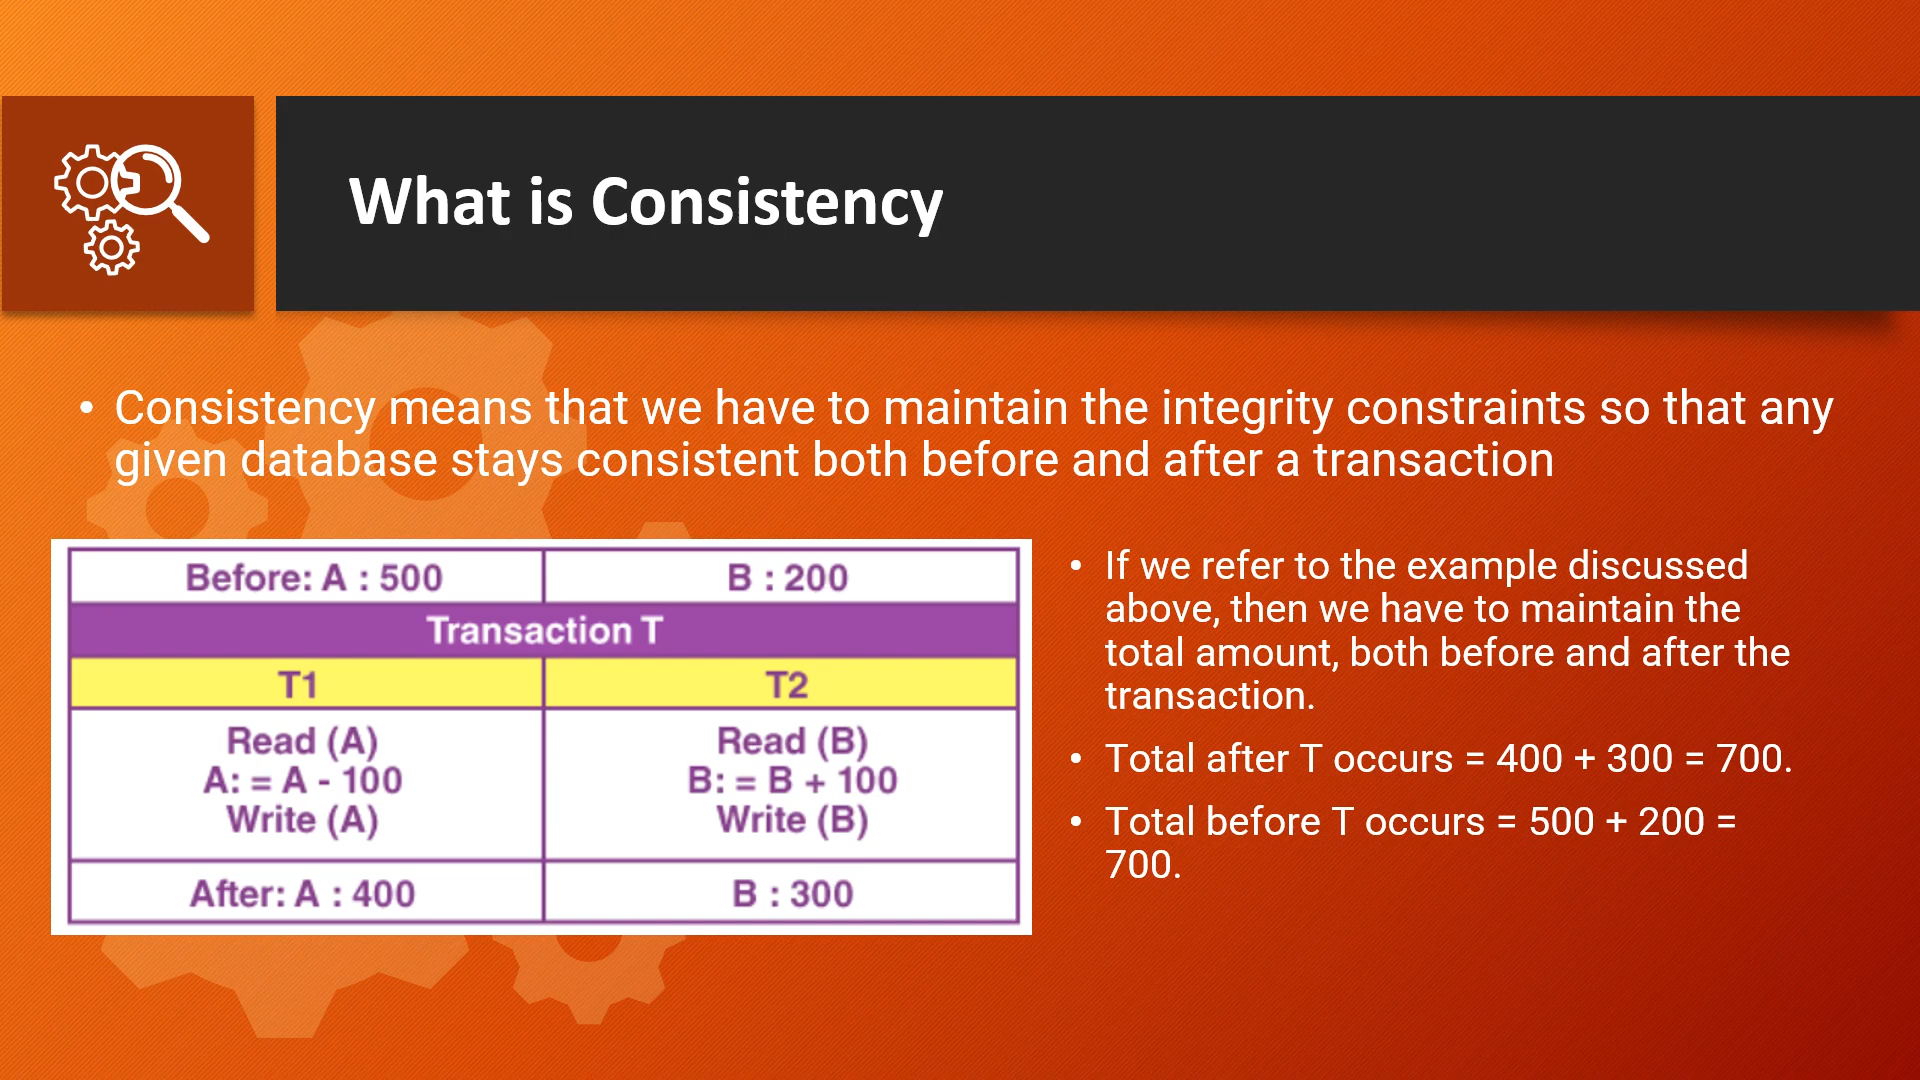 What is Consistency
• Consistency means that we have to maintain the integrity constraints so that any
given database stays consistent both before and after a transaction
Before: A : 500
B : 200
Transaction T
T1
T2
Read (A)
A: = A - 100
Write (A)
Read (B)
B: = B + 100
Write (B)
After: A : 400
B : 300
• If we refer to the example discussed
above, then we have to maintain the
total amount, both before and after the
transaction.
• Total after T occurs = 400 + 300 = 700.
• Total before T occurs = 500 + 200 =
700.